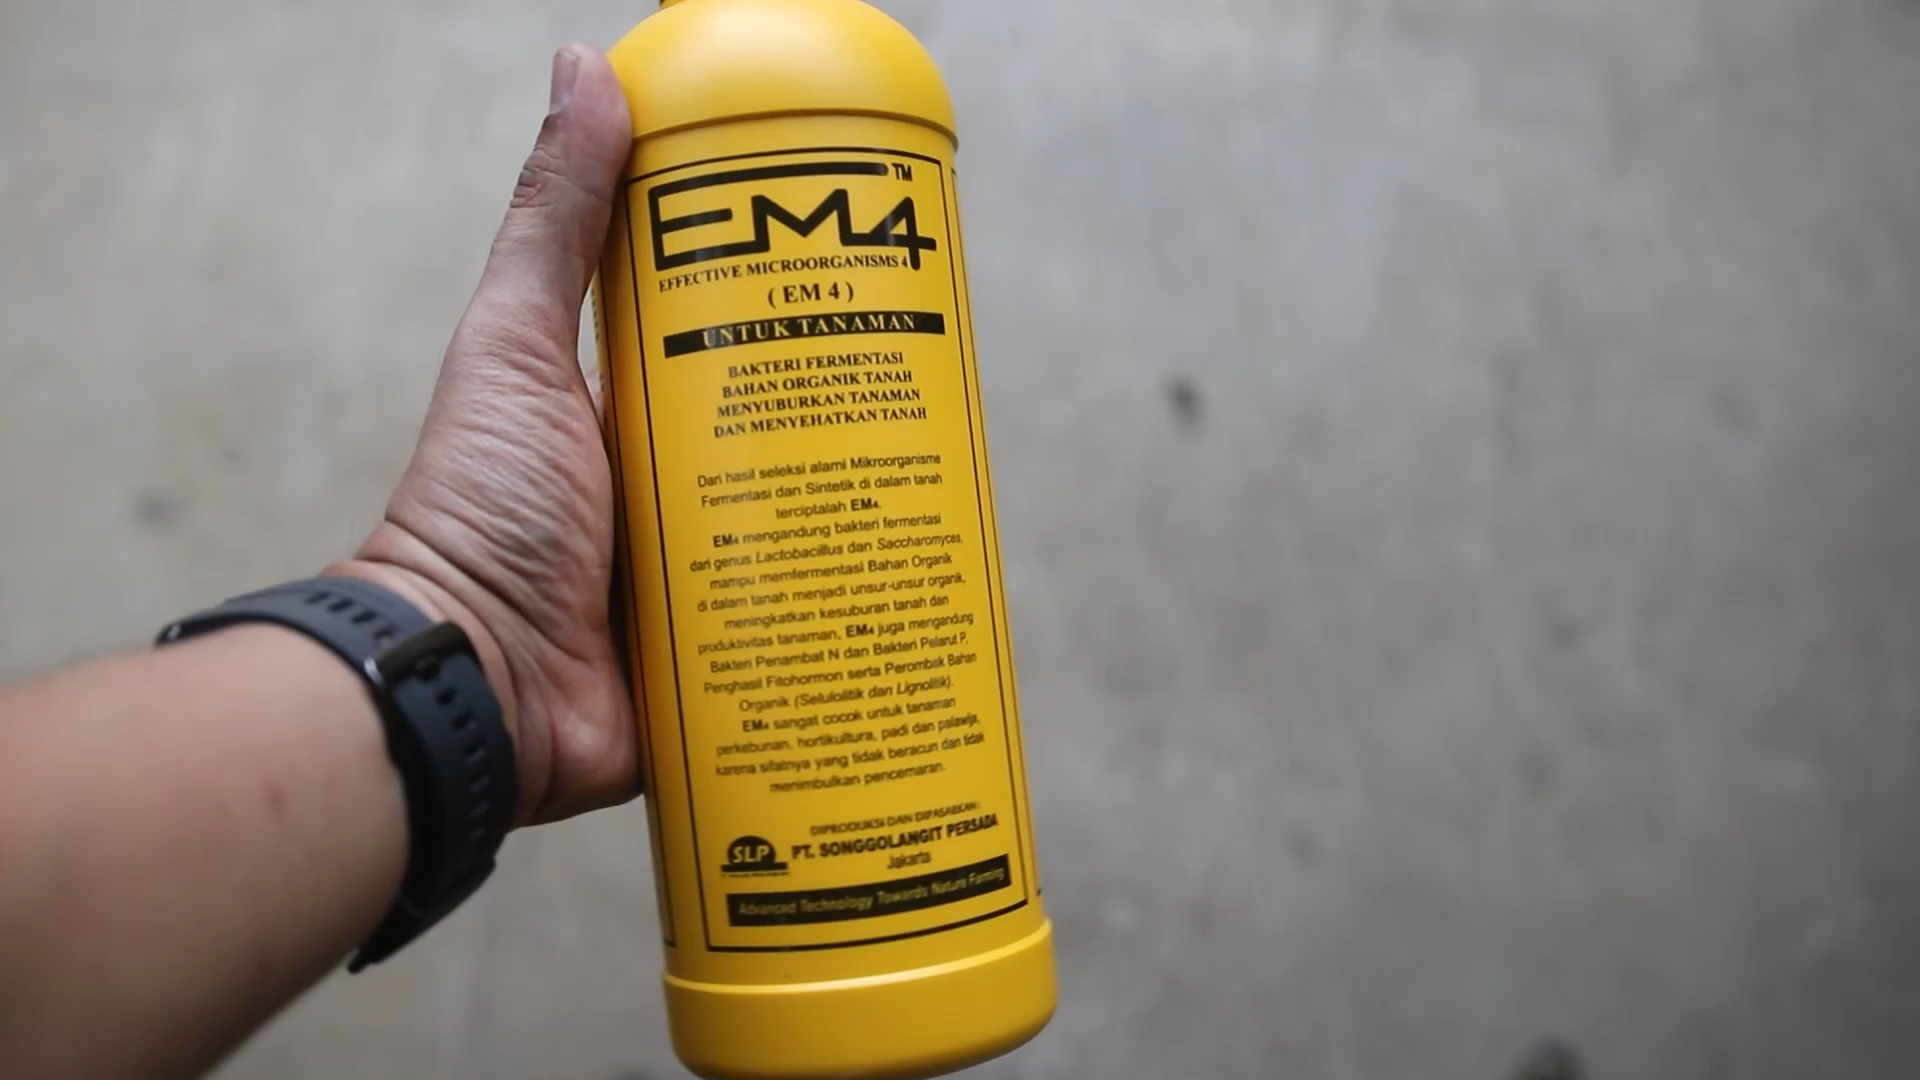 EM4 TM
EFFECTIVE MICROORGANISMS 4
( EM 4 )
UNTUK TANAMAN
BAKTERI FERMENTASI
BAHAN ORGANIK TANAH
MENYUBURKAN TANAMAN
DAN MENYEHATKAN TANAH
Dari hasil seleksi alami Mikroorganisme
Fermentasi dan Sintetik di dalam tanah
terciptalah EM4.
EM4 mengandung bakteri fermentasi
dari genus Lactobacillus dan Saccharomyces,
mampu memfermentasi Bahan Organik
di dalam tanah menjadi unsur-unsur organik,
meningkatkan kesuburan tanah dan
produktivitas tanaman, EM4 juga mengandung
Bakteri Penambat N dan Bakteri Pelarut P,
Penghasil Fitohormon serta Perombak Bahan
Organik (Selulolitik dan Lignolitik).
EM4 sangat cocok untuk tanaman
perkebunan, hortikultura, padi dan palawija,
karena sifatnya yang tidak beracun dan tidak
menimbulkan pencemaran.
DIPRODUKSI DAN DIPASARKAN :
SLP PT. SONGGOLANGIT PERSADA
Jakarta
Advanced Technology Towards Nature Farming